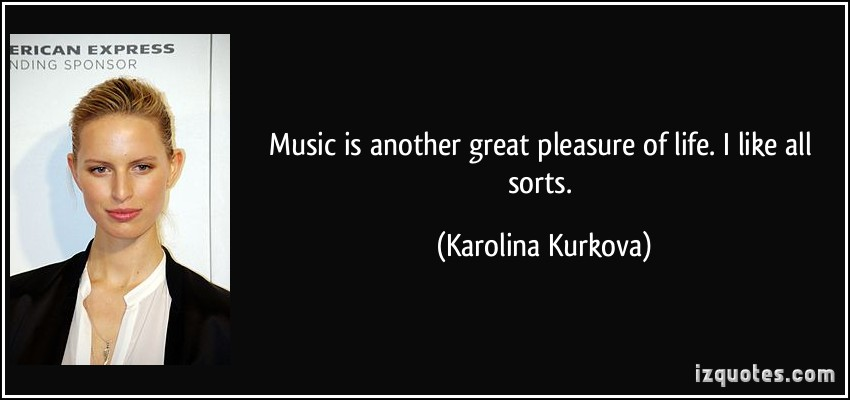 ERICAN EXPRESS
NDING SPONSOR
Music is another great pleasure of life. I like all
sorts.
(Karolina Kurkova)
izquotes.com